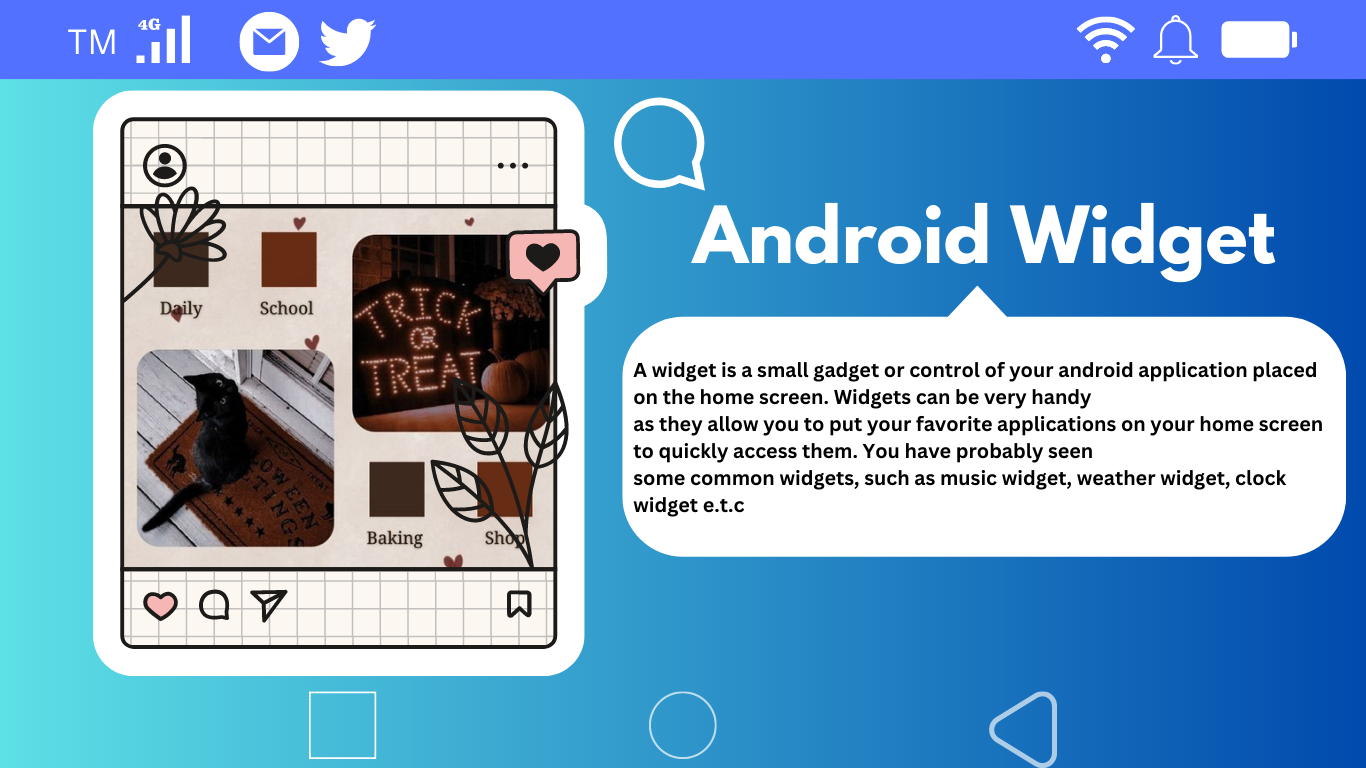 TM 4G
Android Widget
Daily School
TRICK
OR
TREAT
A widget is a small gadget or control of your android application placed
on the home screen. Widgets can be very handy
as they allow you to put your favorite applications on your home screen
to quickly access them. You have probably seen
some common widgets, such as music widget, weather widget, clock
widget e.t.c
Baking Shop